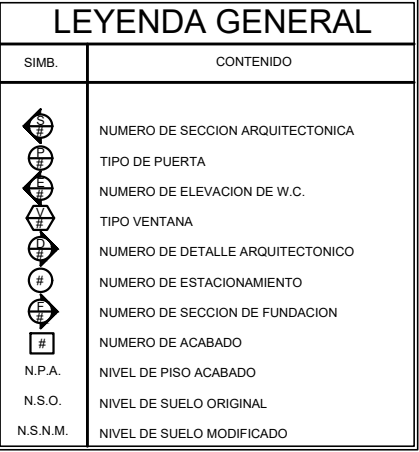 LEYENDA GENERAL
SIMB. CONTENIDO
S # NUMERO DE SECCION ARQUITECTONICA
P # TIPO DE PUERTA
E # NUMERO DE ELEVACION DE W.C.
V # TIPO VENTANA
D # NUMERO DE DETALLE ARQUITECTONICO
# NUMERO DE ESTACIONAMIENTO
F # NUMERO DE SECCION DE FUNDACION
# NUMERO DE ACABADO
N.P.A. NIVEL DE PISO ACABADO
N.S.O. NIVEL DE SUELO ORIGINAL
N.S.N.M. NIVEL DE SUELO MODIFICADO